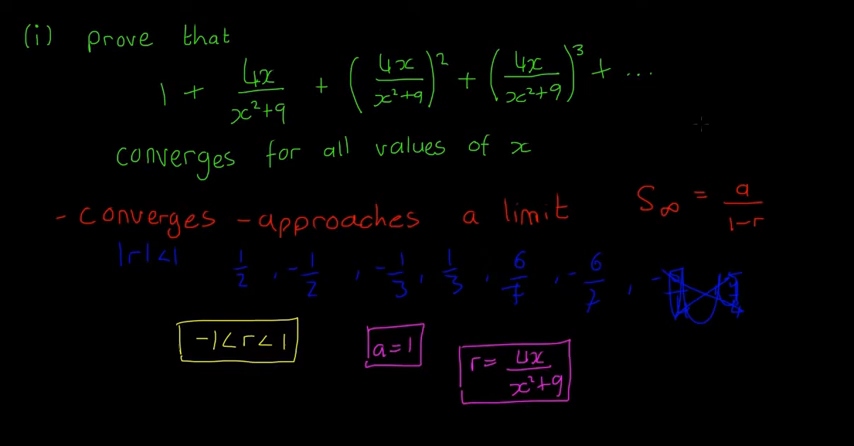 (i) prove that
1 + 4x/(x²+9) + (4x/(x²+9))² + (4x/(x²+9))³ + ...
converges for all values of x
- converges - approaches a limit S∞ = a/(1-r)
|r| < 1 1/2, -1/2, -1/3, 1/3, 6/7, -6/7, -
-1 < r < 1 a = 1 r = 4x/(x²+9)